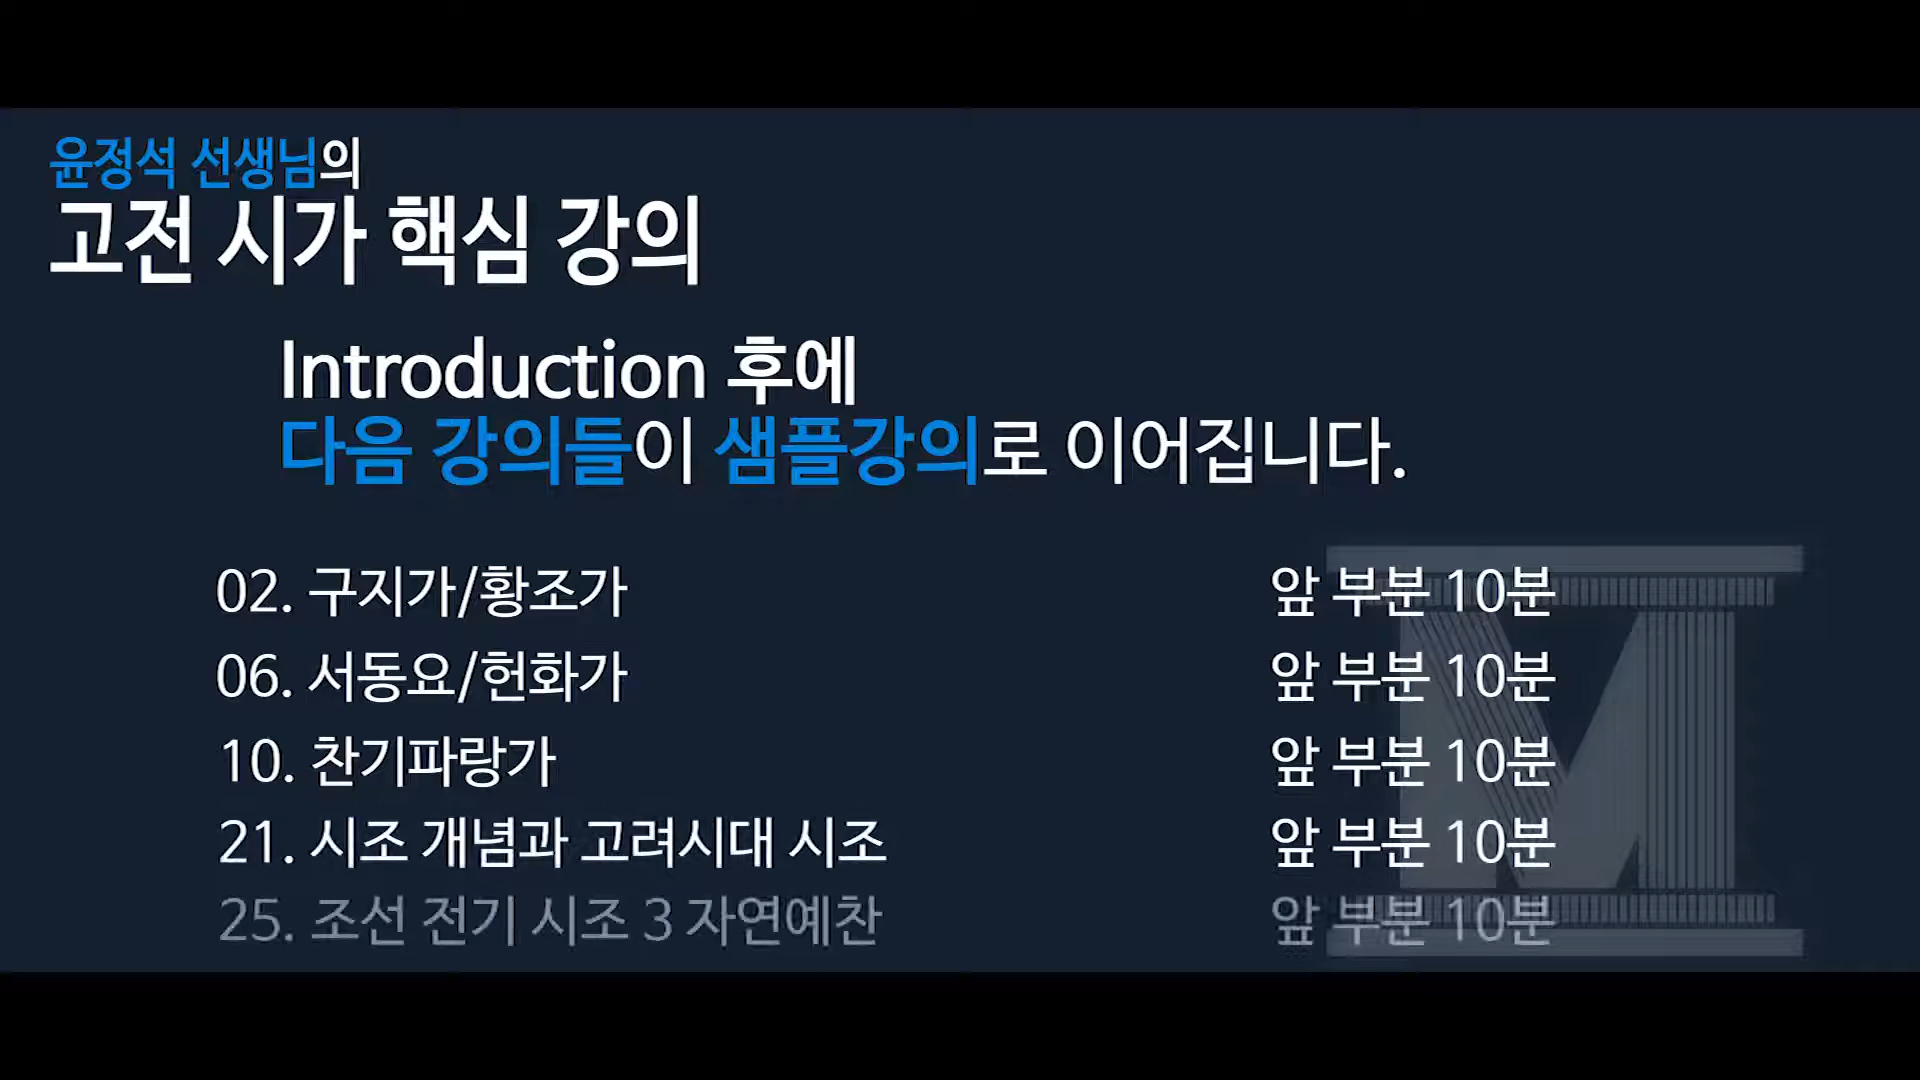 윤정석 선생님의
고전 시가 핵심 강의
Introduction 후에
다음 강의들이 샘플강의로 이어집니다.
02. 구지가/황조가 앞 부분 10분
06. 서동요/헌화가 앞 부분 10분
10. 찬기파랑가 앞 부분 10분
21. 시조 개념과 고려시대 시조 앞 부분 10분
25. 조선 전기 시조 3 자연예찬 앞 부분 10분